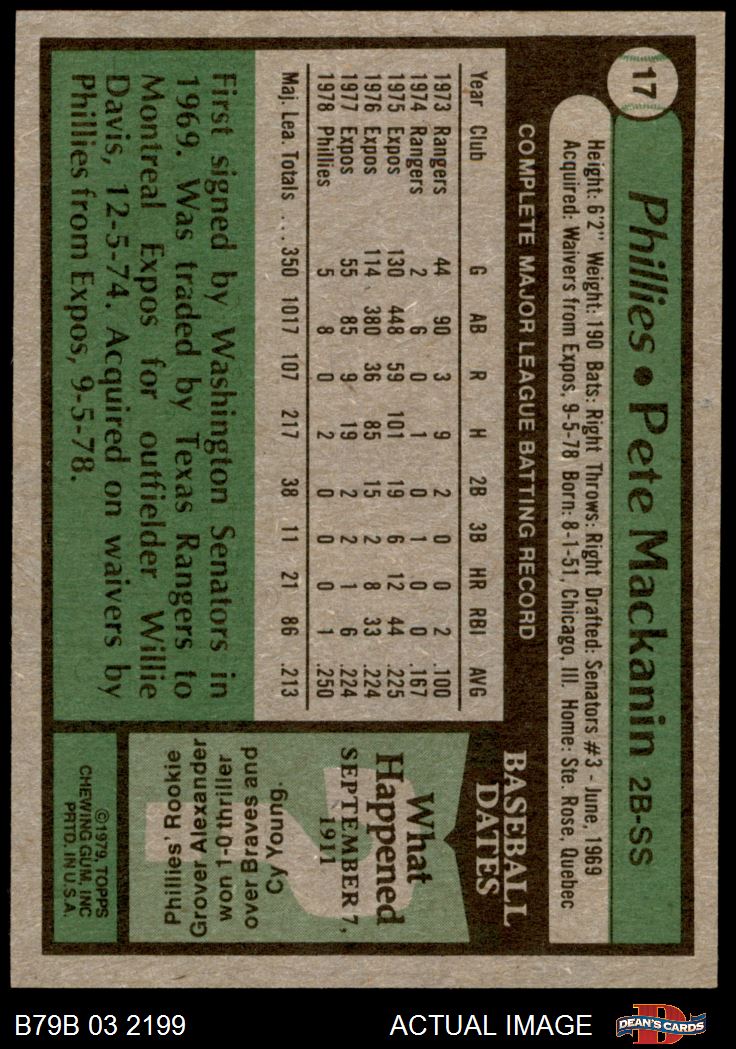 17
Phillies • Pete Mackanin 2B-SS
Height: 6'2" Weight: 190 Bats: Right Throws: Right Drafted: Senators #3 - June, 1969
Acquired: Waivers from Expos, 9-5-78 Born: 8-1-51, Chicago, Ill. Home: Ste. Rose, Quebec
COMPLETE MAJOR LEAGUE BATTING RECORD
Year Club G AB R H 2B 3B HR RBI AVG
1973 Rangers 44 90 3 9 2 0 0 2 .100
1974 Rangers 2 6 0 1 0 1 0 0 .167
1975 Expos 130 448 59 101 19 6 12 44 .225
1976 Expos 114 380 36 85 15 2 8 33 .224
1977 Expos 55 85 9 19 2 2 1 6 .224
1978 Phillies 5 8 0 2 0 0 0 1 .250
Maj. Lea. Totals ... 350 1017 107 217 38 11 21 86 .213
First signed by Washington Senators in
1969. Was traded by Texas Rangers to
Montreal Expos for outfielder Willie
Davis, 12-5-74. Acquired on waivers by
Phillies from Expos, 9-5-78.
BASEBALL
DATES
What
Happened
SEPTEMBER 7,
1911
Phillies' Rookie
Grover Alexander
won 1-0 thriller
over Braves and
Cy Young.
©1979, TOPPS
CHEWING GUM, INC
PRTD. IN U.S.A.
B79B 03 2199
ACTUAL IMAGE
D
DEAN'S CARDS